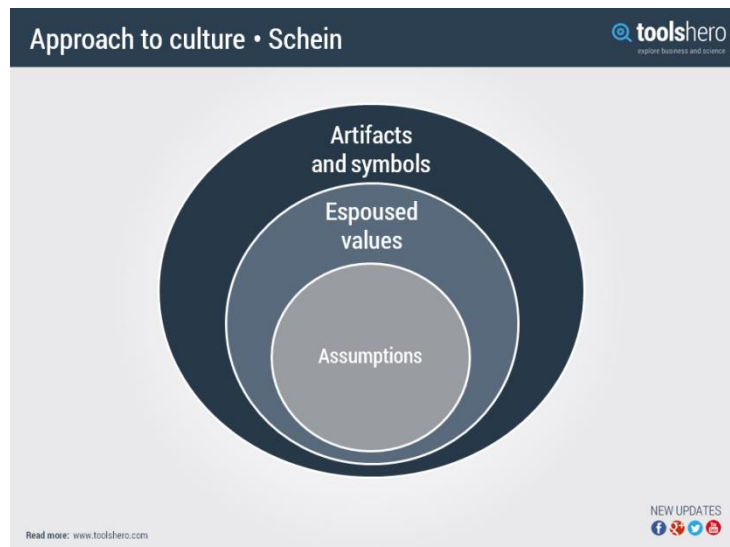 Approach to culture • Schein
toolshero
explore business and science
Artifacts
and symbols
Espoused
values
Assumptions
NEW UPDATES
Read more: www.toolshero.com